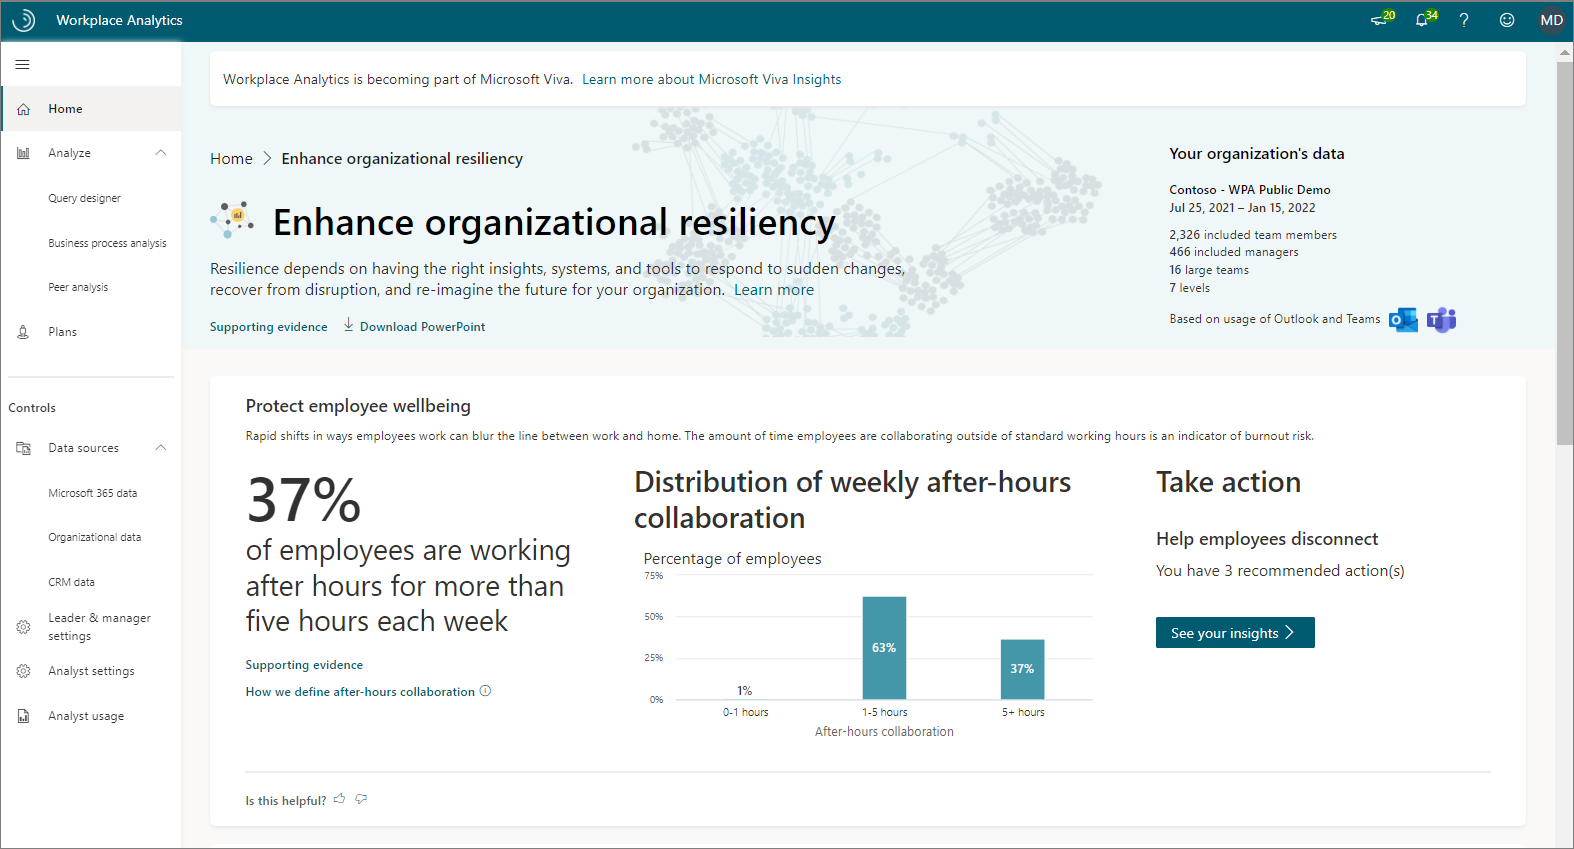 Workplace Analytics
20
34
?
MD
Workplace Analytics is becoming part of Microsoft Viva. Learn more about Microsoft Viva Insights
Home
Analyze
Query designer
Business process analysis
Peer analysis
Plans
Controls
Data sources
Microsoft 365 data
Organizational data
CRM data
Leader & manager
settings
Analyst settings
Analyst usage
Home > Enhance organizational resiliency
Enhance organizational resiliency
Resilience depends on having the right insights, systems, and tools to respond to sudden changes,
recover from disruption, and re-imagine the future for your organization. Learn more
Supporting evidence Download PowerPoint
Your organization's data
Contoso - WPA Public Demo
Jul 25, 2021 – Jan 15, 2022
2,326 included team members
466 included managers
16 large teams
7 levels
Based on usage of Outlook and Teams
Protect employee wellbeing
Rapid shifts in ways employees work can blur the line between work and home. The amount of time employees are collaborating outside of standard working hours is an indicator of burnout risk.
37%
of employees are working
after hours for more than
five hours each week
Supporting evidence
How we define after-hours collaboration
Distribution of weekly after-hours
collaboration
Percentage of employees
75%
50%
25%
0%
1%
63%
37%
0-1 hours
1-5 hours
5+ hours
After-hours collaboration
Take action
Help employees disconnect
You have 3 recommended action(s)
See your insights >
Is this helpful?